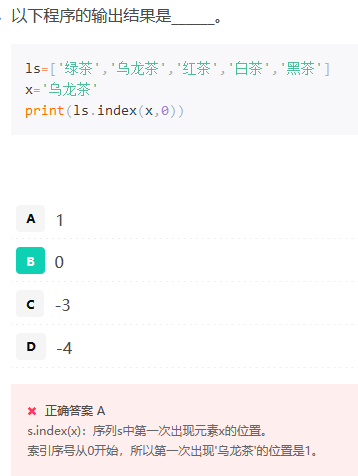 以下程序的输出结果是_____。
ls=['绿茶','乌龙茶','红茶','白茶','黑茶']
x='乌龙茶'
print(ls.index(x,0))
A 1
B 0
C -3
D -4
✖ 正确答案 A
s.index(x)：序列s中第一次出现元素x的位置。
索引序号从0开始，所以第一次出现'乌龙茶'的位置是1。